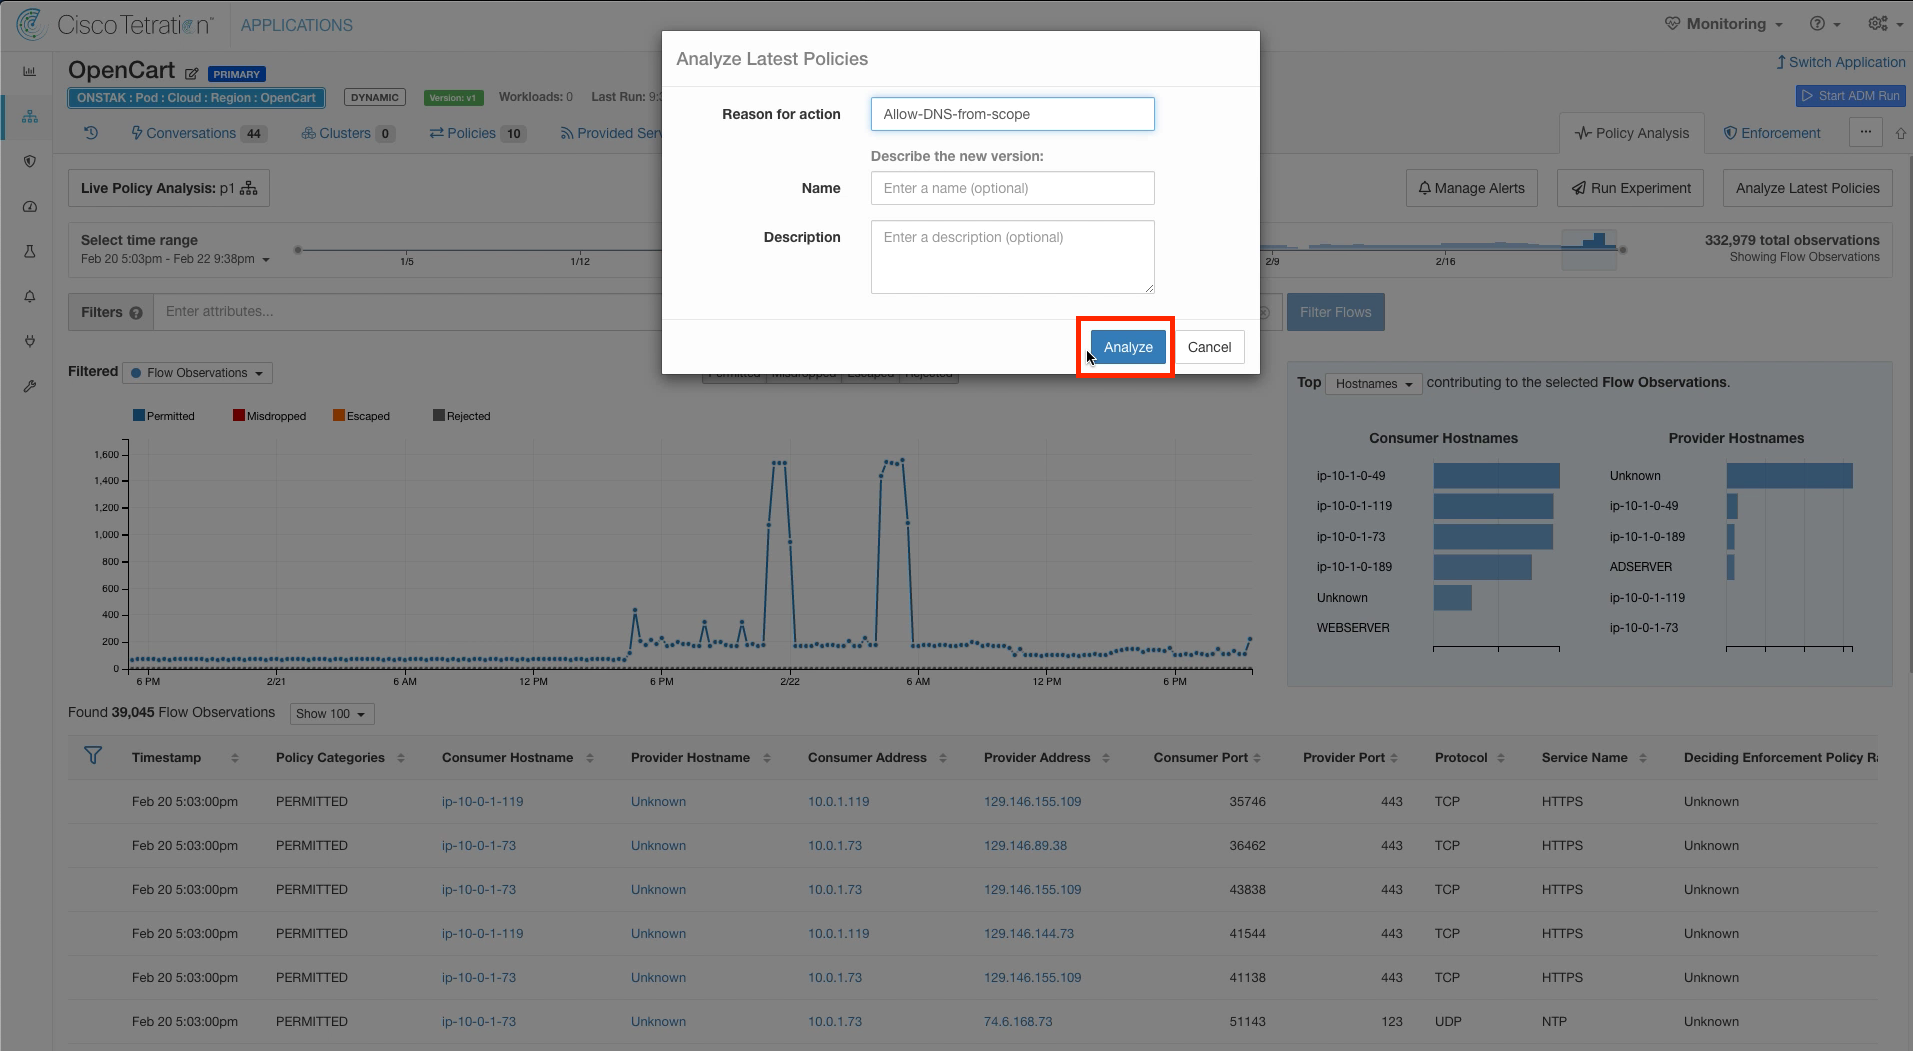 Cisco Tetration™ APPLICATIONS
Monitoring
OpenCart PRIMARY
Switch Application
ONSTAK : Pod : Cloud : Region : OpenCart DYNAMIC Version: v1 Workloads: 0 Last Run: 9:3
Start ADM Run
Conversations 44 Clusters 0 Policies 10 Provided Serv
Policy Analysis Enforcement ...
Live Policy Analysis: p1
Manage Alerts Run Experiment Analyze Latest Policies
Select time range
Feb 20 5:03pm - Feb 22 9:38pm
1/5 1/12 2/9 2/16
332,979 total observations
Showing Flow Observations
Filters ? Enter attributes...
Filter Flows
Analyze Latest Policies
Reason for action Allow-DNS-from-scope
Describe the new version:
Name Enter a name (optional)
Description Enter a description (optional)
Analyze Cancel
Filtered Flow Observations
Permitted Misdropped Escaped Rejected
Permitted Misdropped Escaped Rejected
1,600
1,400
1,200
1,000
800
600
400
200
0
6 PM 2/21 6 AM 12 PM 6 PM 2/22 6 AM 12 PM 6 PM
Top Hostnames contributing to the selected Flow Observations.
Consumer Hostnames Provider Hostnames
ip-10-1-0-49 Unknown
ip-10-0-1-119 ip-10-1-0-49
ip-10-0-1-73 ip-10-1-0-189
ip-10-1-0-189 ADSERVER
Unknown ip-10-0-1-119
WEBSERVER ip-10-0-1-73
Found 39,045 Flow Observations Show 100
Timestamp Policy Categories Consumer Hostname Provider Hostname Consumer Address Provider Address Consumer Port Provider Port Protocol Service Name Deciding Enforcement Policy Ra
Feb 20 5:03:00pm PERMITTED ip-10-0-1-119 Unknown 10.0.1.119 129.146.155.109 35746 443 TCP HTTPS Unknown
Feb 20 5:03:00pm PERMITTED ip-10-0-1-73 Unknown 10.0.1.73 129.146.89.38 36462 443 TCP HTTPS Unknown
Feb 20 5:03:00pm PERMITTED ip-10-0-1-73 Unknown 10.0.1.73 129.146.155.109 43838 443 TCP HTTPS Unknown
Feb 20 5:03:00pm PERMITTED ip-10-0-1-119 Unknown 10.0.1.119 129.146.144.73 41544 443 TCP HTTPS Unknown
Feb 20 5:03:00pm PERMITTED ip-10-0-1-73 Unknown 10.0.1.73 129.146.155.109 41138 443 TCP HTTPS Unknown
Feb 20 5:03:00pm PERMITTED ip-10-0-1-73 Unknown 10.0.1.73 74.6.168.73 51143 123 UDP NTP Unknown